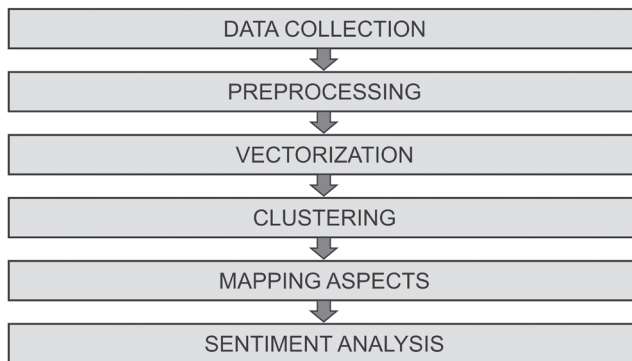 DATA COLLECTION
PREPROCESSING
VECTORIZATION
CLUSTERING
MAPPING ASPECTS
SENTIMENT ANALYSIS